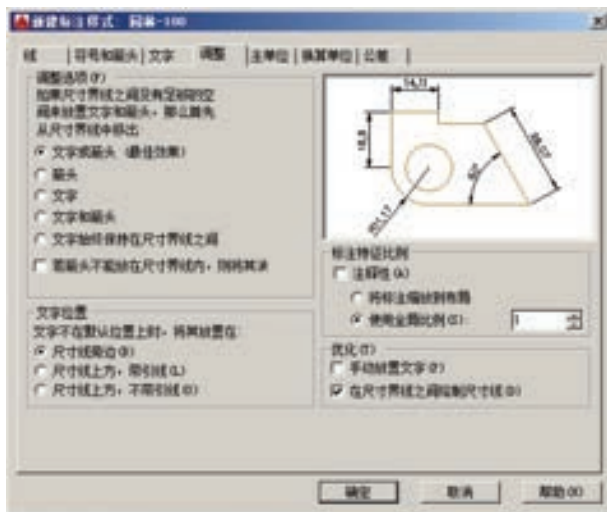 新建标注样式: 园林-100
线 符号和箭头 文字 调整 主单位 换算单位 公差
调整选项(F)
如果尺寸界线之间没有足够的空
间来放置文字和箭头,那么首先
从尺寸界线中移出:
文字或箭头 (最佳效果)
箭头
文字
文字和箭头
文字始终保持在尺寸界线之间
若箭头不能放在尺寸界线内,则将其消
文字位置
文字不在默认位置上时,将其放置在:
尺寸线旁边(B)
尺寸线上方,带引线(L)
尺寸线上方,不带引线(O)
14,11
16,6
60°
R11,17
标注特征比例
注释性(A)
将标注缩放到布局
使用全局比例(S): 1
优化(T)
手动放置文字(P)
在尺寸界线之间绘制尺寸线(D)
确定 取消 帮助(H)